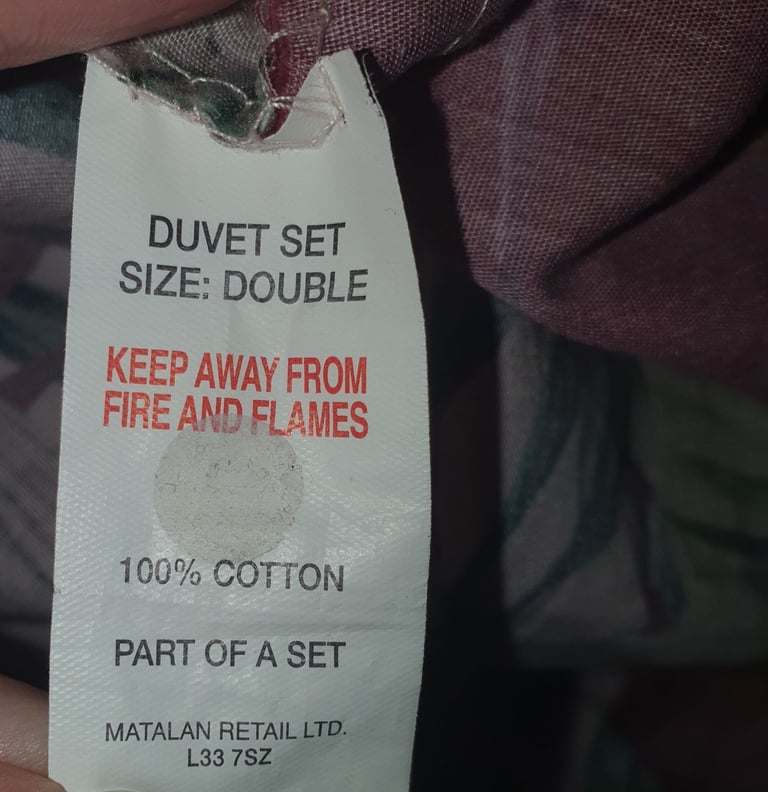 DUVET SET
SIZE: DOUBLE
KEEP AWAY FROM
FIRE AND FLAMES
100% COTTON
PART OF A SET
MATALAN RETAIL LTD.
L33 7SZ